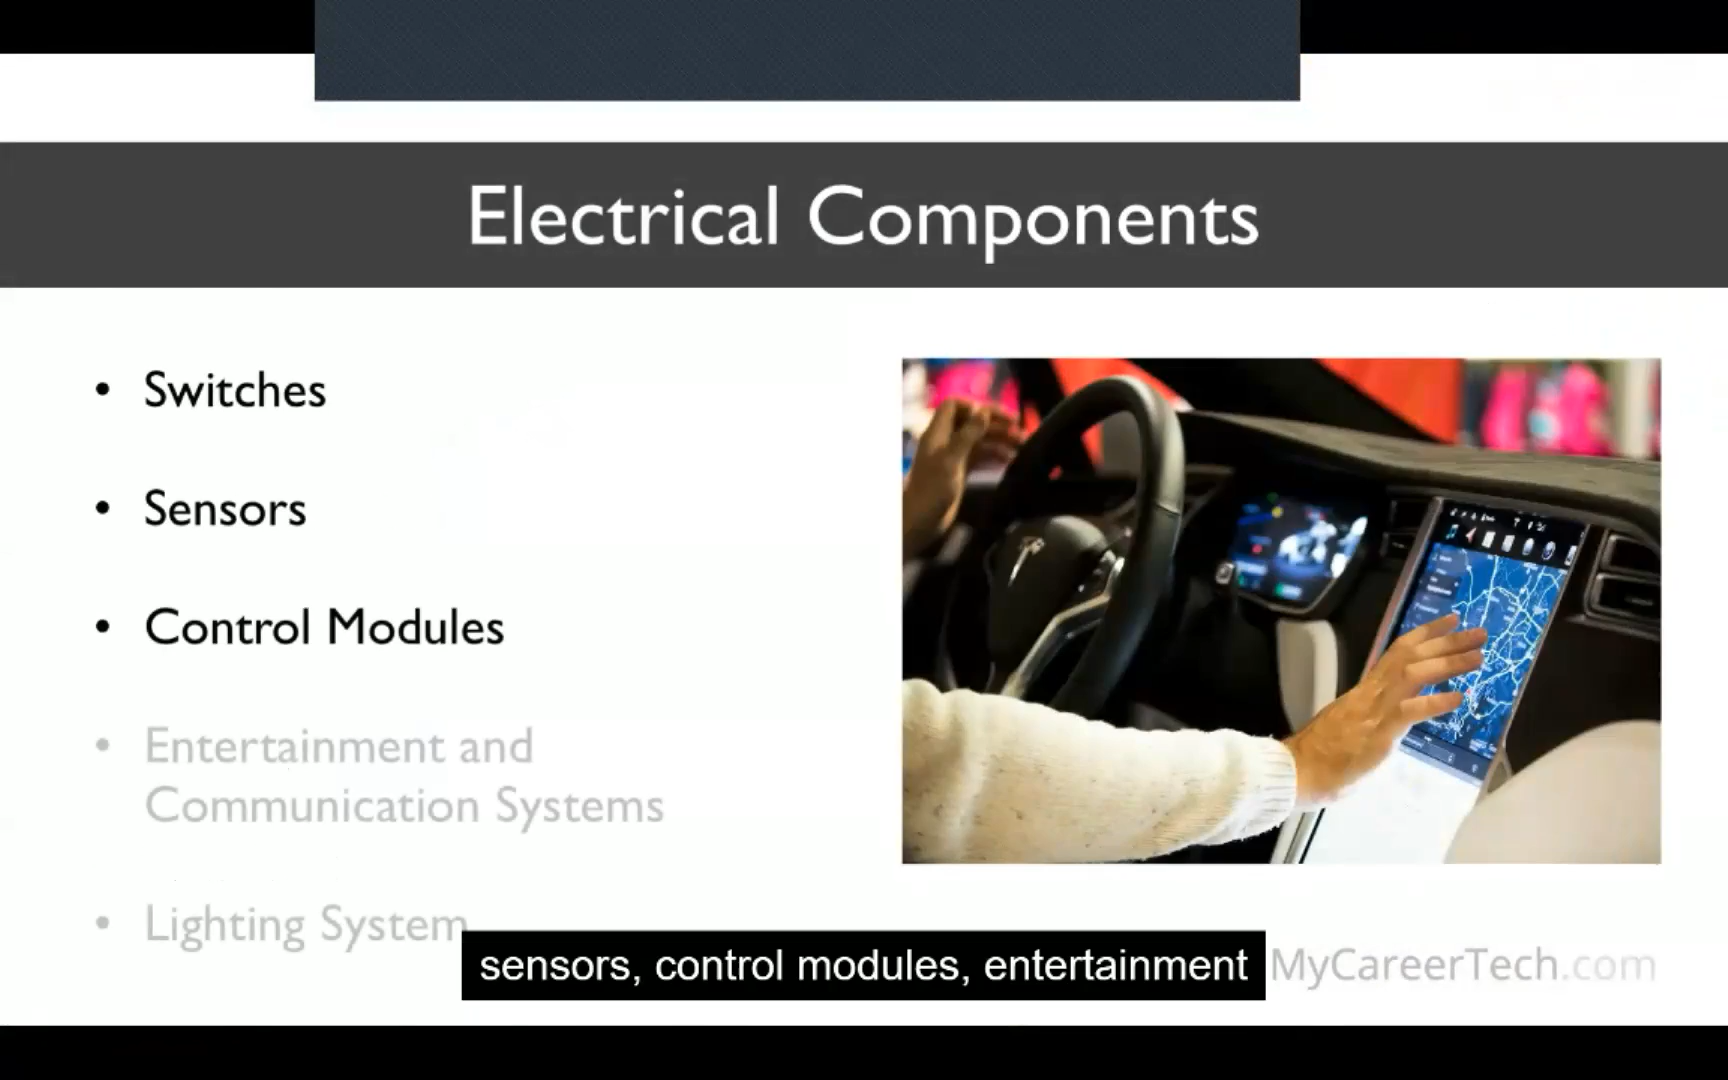 Electrical Components
• Switches
• Sensors
• Control Modules
• Entertainment and
Communication Systems
• Lighting System
sensors, control modules, entertainment
MyCareerTech.com